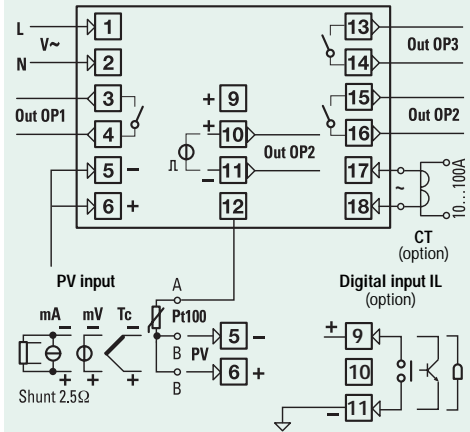 L 1 13
V~ Out OP3
N 2 14
3 + 9 15
Out OP1 Out OP2
4 + 10 16
Out OP2
5 – – 11 17
~
6 + 12 18
10....100A
CT
(option)
PV input A Digital input IL
(option)
mA mV Tc Pt100
– – – + 9
B PV 5 –
10
+ + + B 6 +
Shunt 2.5Ω – 11